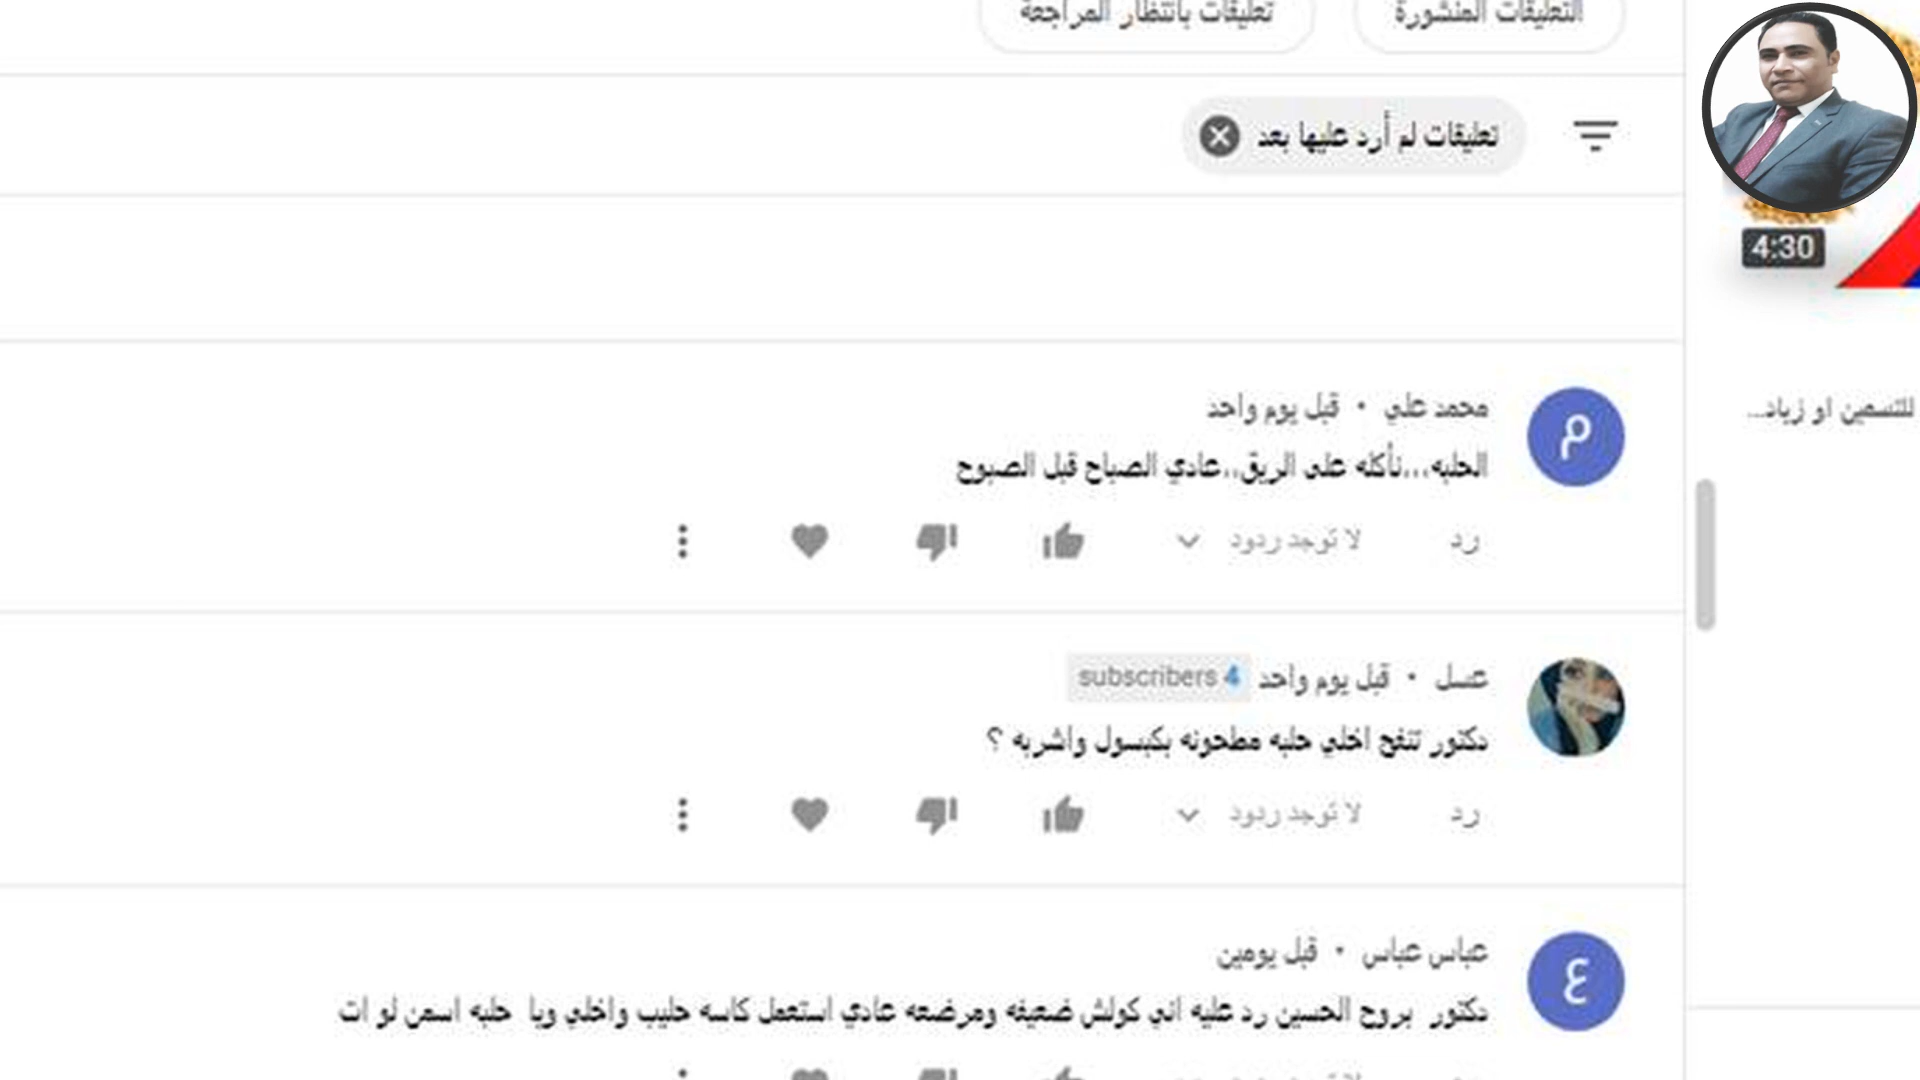 التعليقات المنشورة تعليقات بانتظار المراجعة
تعليقات لم أرد عليها بعد
4:30
للتسمين او زياد...
م
محمد علي • قبل يوم واحد
الحلبه...نأكله على الريق..عادي الصباح قبل الصبوح
رد لا توجد ردود
عسل • قبل يوم واحد 4 subscribers
دكتور تنفح اخلي حلبه مطحونه بكبسول واشربه ؟
رد لا توجد ردود
ع
عباس عباس • قبل يومين
دكتور بروح الحسين رد عليه اني كولش ضعيفه ومرضعه عادي استعمل كاسه حليب واخلي ويا حلبه اسمن لو ات